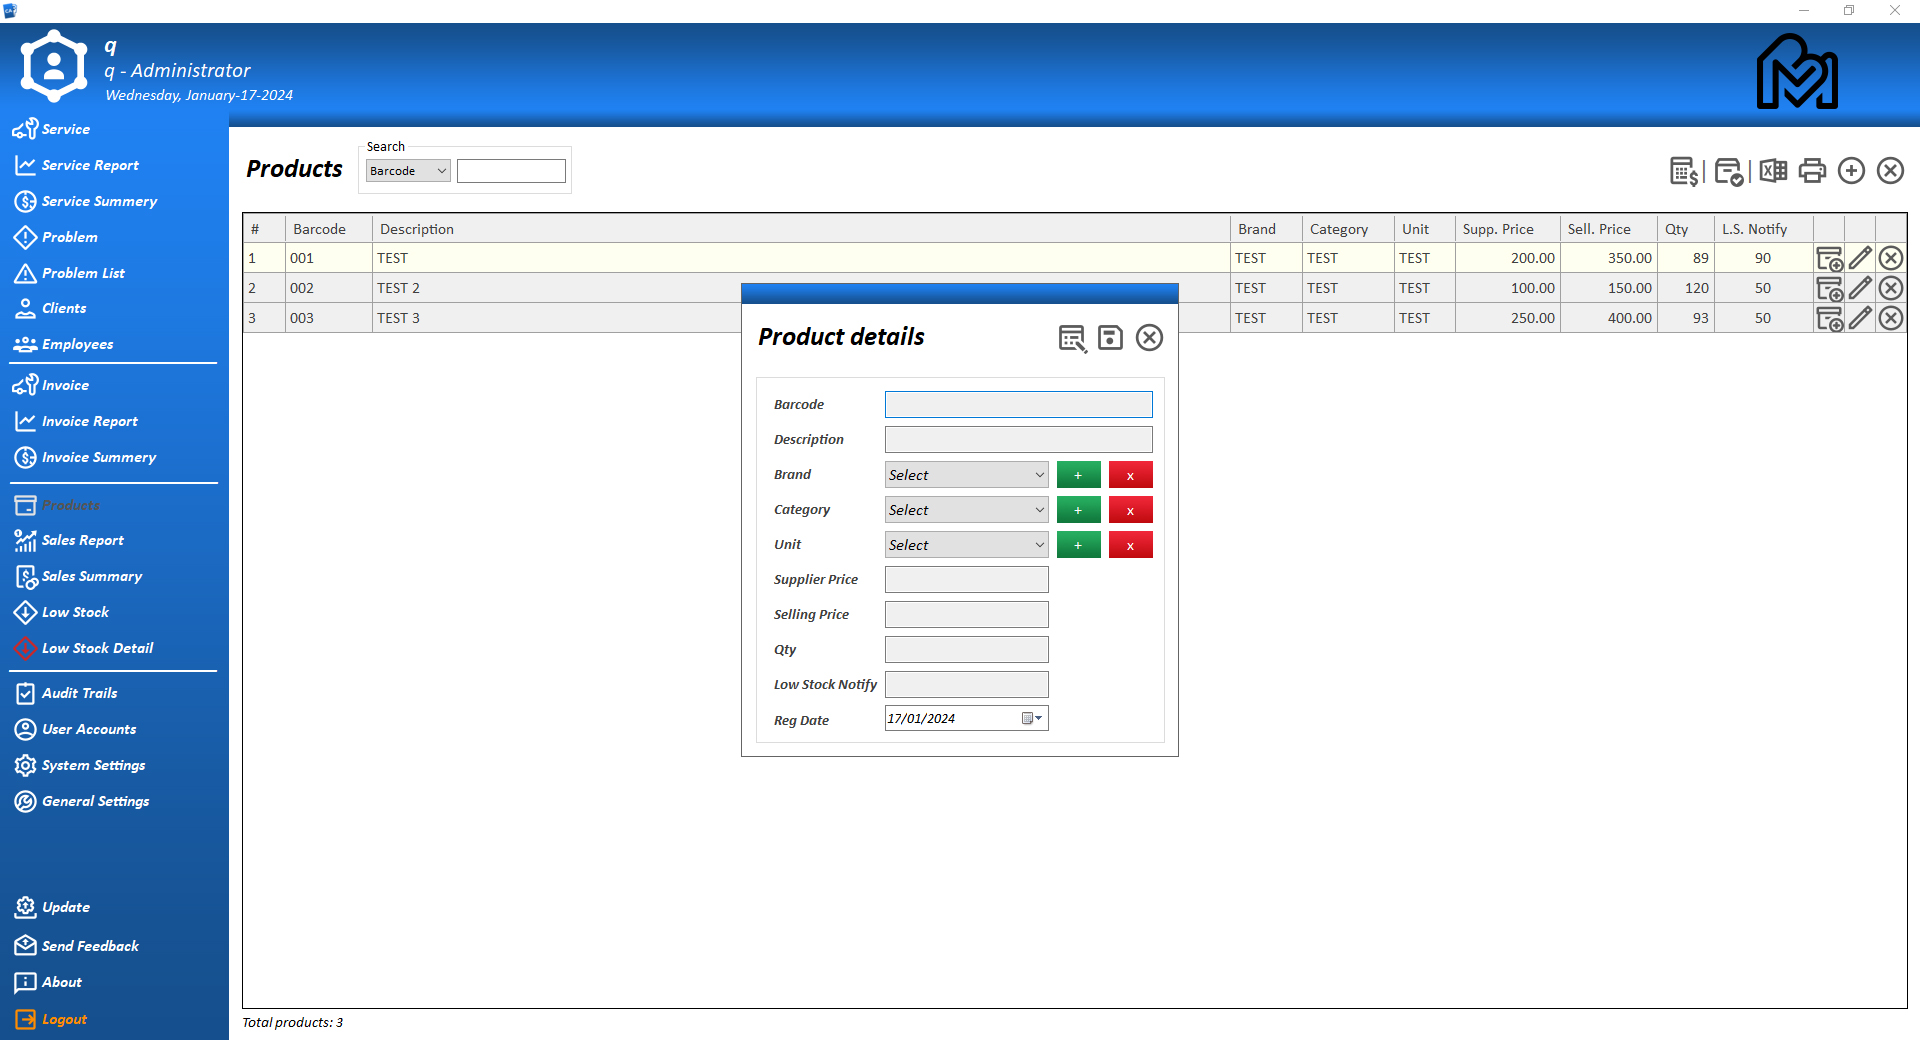 q
q - Administrator
Wednesday, January-17-2024
Service
Service Report
Service Summery
Problem
Problem List
Clients
Employees
Invoice
Invoice Report
Invoice Summery
Products
Sales Report
Sales Summary
Low Stock
Low Stock Detail
Audit Trails
User Accounts
System Settings
General Settings
Update
Send Feedback
About
Logout
Products
Search
Barcode
# Barcode Description Brand Category Unit Supp. Price Sell. Price Qty L.S. Notify
1 001 TEST TEST TEST TEST 200.00 350.00 89 90
2 002 TEST 2 TEST TEST TEST 100.00 150.00 120 50
3 003 TEST 3 TEST TEST TEST 250.00 400.00 93 50
Product details
Barcode
Description
Brand Select + x
Category Select + x
Unit Select + x
Supplier Price
Selling Price
Qty
Low Stock Notify
Reg Date 17/01/2024
Total products: 3